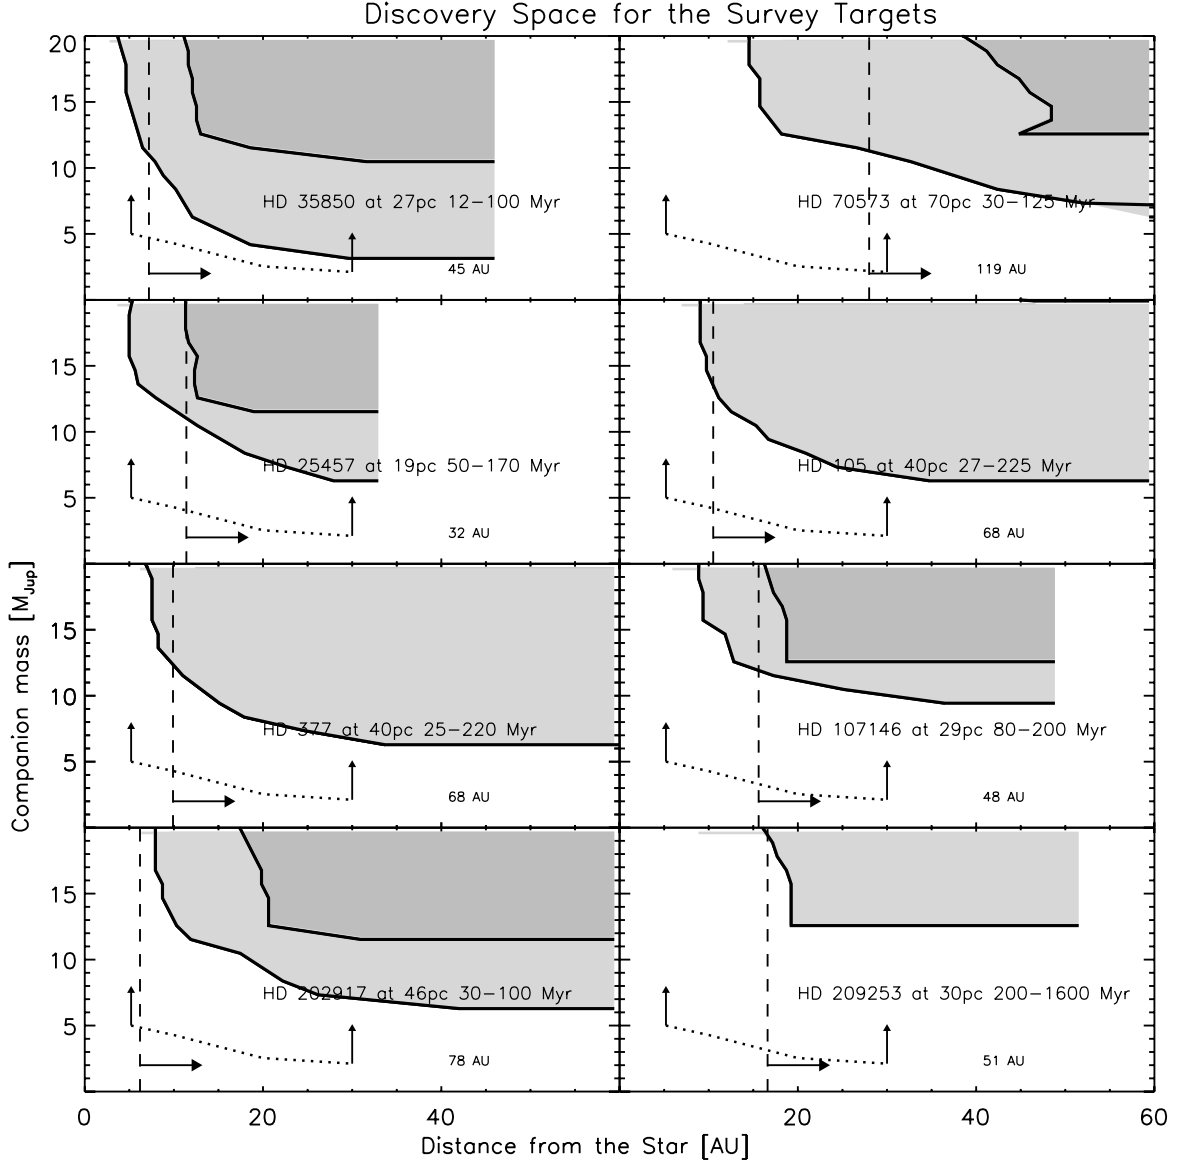 Discovery Space for the Survey Targets
20
15
10
5
HD 35850 at 27pc 12-100 Myr
45 AU
HD 70573 at 70pc 30-125 Myr
119 AU
15
10
5
HD 25457 at 19pc 50-170 Myr
32 AU
HD 105 at 40pc 27-225 Myr
68 AU
15
10
5
HD 377 at 40pc 25-220 Myr
68 AU
HD 107146 at 29pc 80-200 Myr
48 AU
15
10
5
HD 202917 at 46pc 30-100 Myr
78 AU
HD 209253 at 30pc 200-1600 Myr
51 AU
0 20 40 20 40 60
Distance from the Star [AU]
Companion mass [MJup]